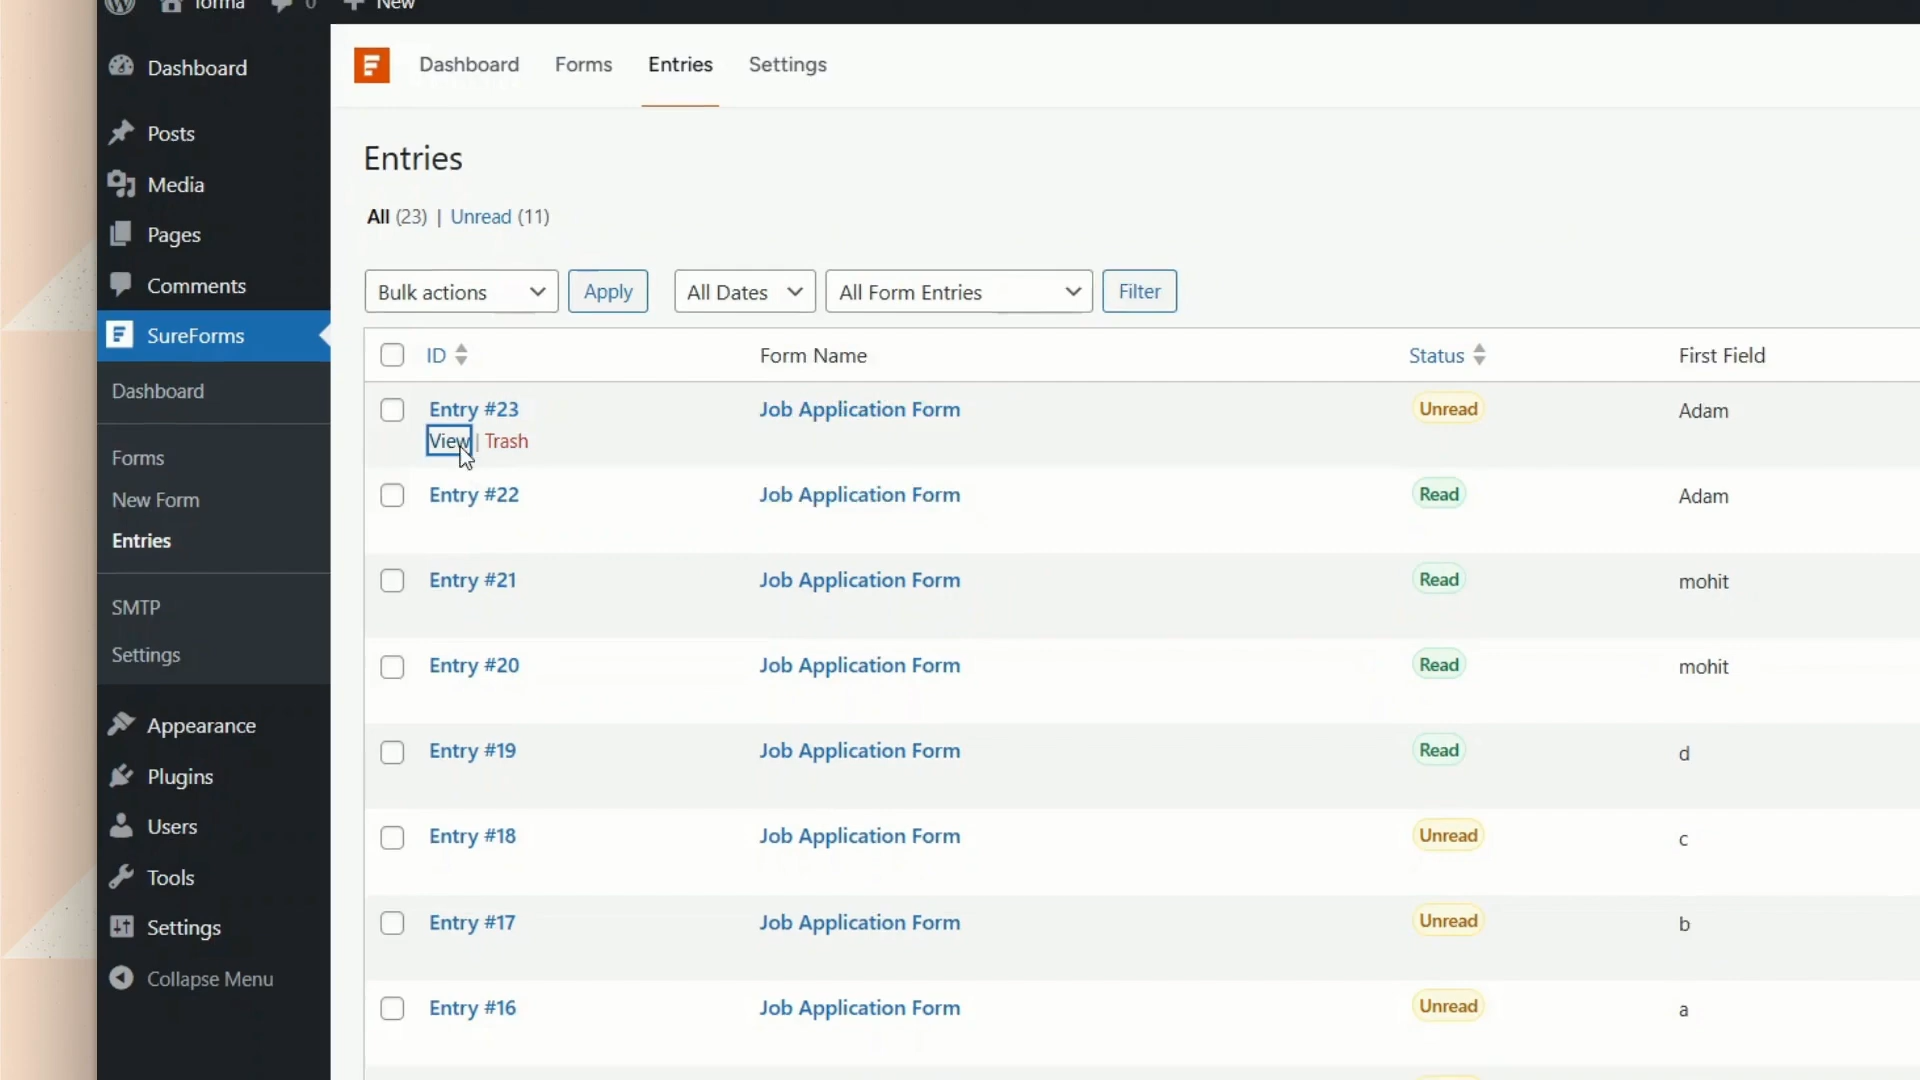 forma 0 New
Dashboard
Posts
Media
Pages
Comments
SureForms
Dashboard
Forms
New Form
Entries
SMTP
Settings
Appearance
Plugins
Users
Tools
Settings
Collapse Menu
Dashboard Forms Entries Settings
Entries
All (23) | Unread (11)
Bulk actions Apply All Dates All Form Entries Filter
ID Form Name Status First Field
Entry #23 Job Application Form Unread Adam
View | Trash
Entry #22 Job Application Form Read Adam
Entry #21 Job Application Form Read mohit
Entry #20 Job Application Form Read mohit
Entry #19 Job Application Form Read d
Entry #18 Job Application Form Unread c
Entry #17 Job Application Form Unread b
Entry #16 Job Application Form Unread a